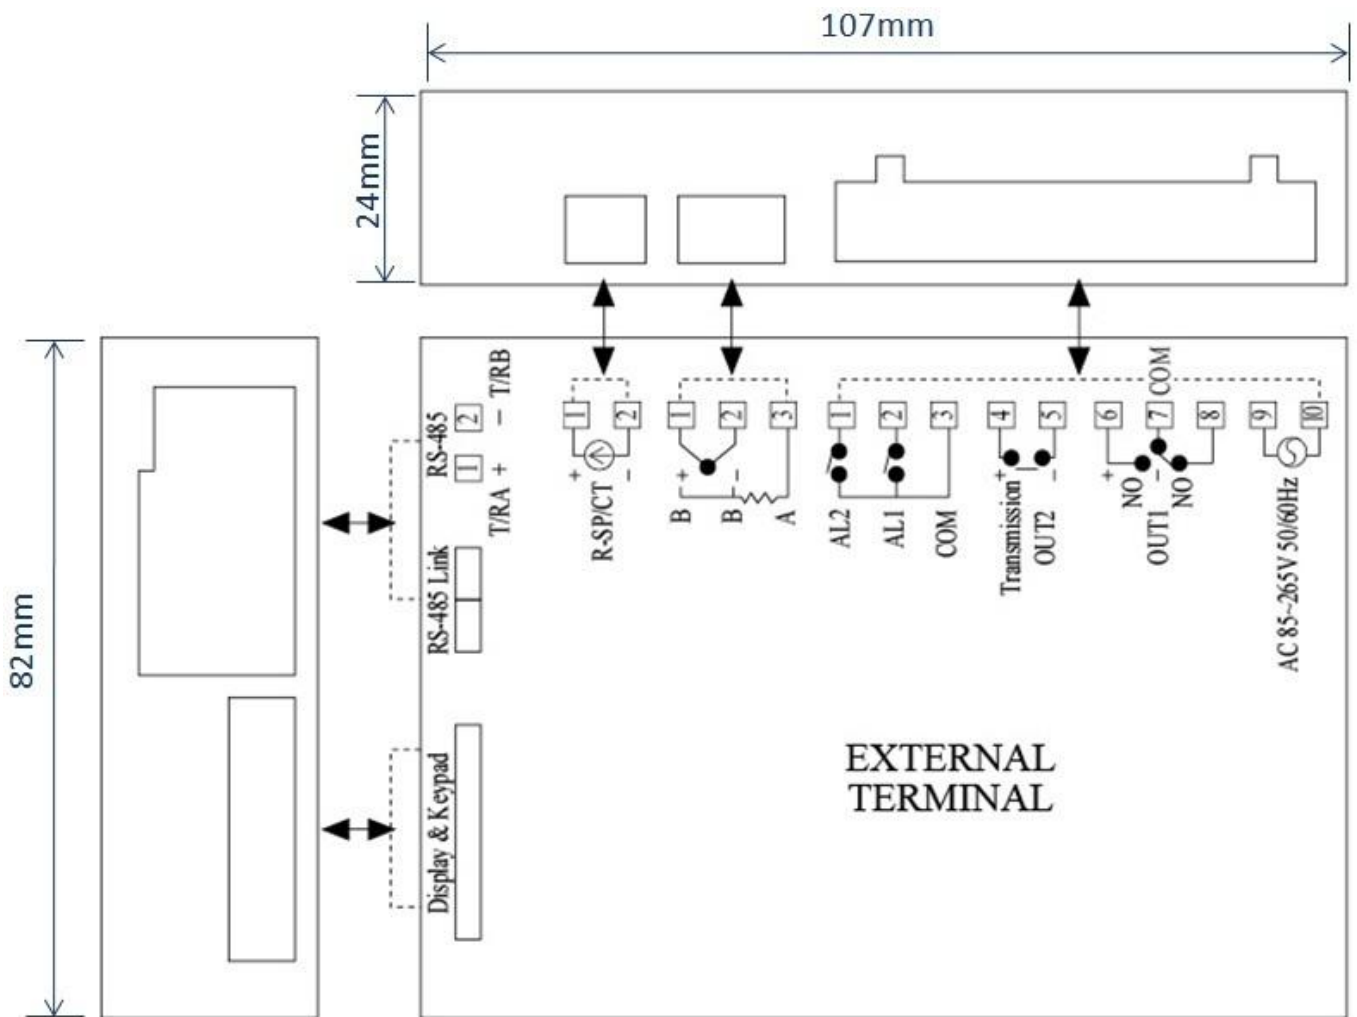 107mm
24mm
82mm
RS-485
2
1
− T/RB
T/RA +
RS-485 Link
Display & Keypad
1
2
+
−
R-SP/CT
1
2
3
+
−
B
B
A
1
2
3
4
5
6
7
COM
8
9
10
AL2
AL1
COM
+
−
Transmission
OUT2
+
−
NO
NO
OUT1
AC 85~265V 50/60Hz
EXTERNAL
TERMINAL